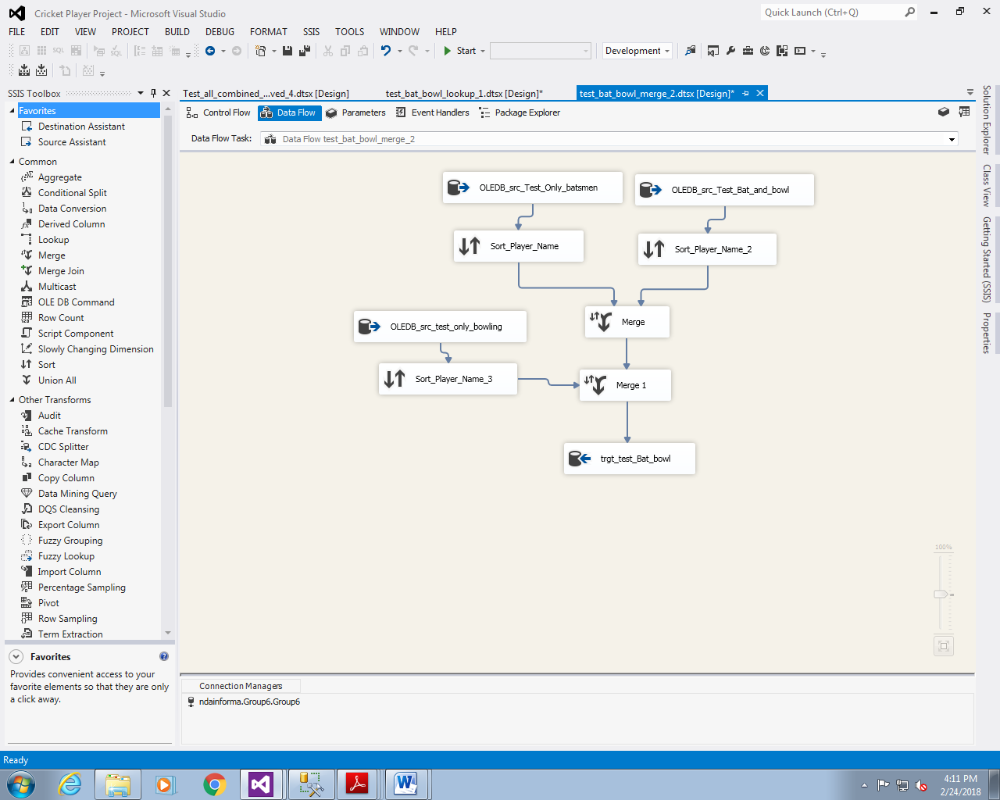 Cricket Player Project - Microsoft Visual Studio
Quick Launch (Ctrl+Q)
FILE EDIT VIEW PROJECT BUILD DEBUG FORMAT SSIS TOOLS WINDOW HELP
SQL SQL Start Development
SSIS Toolbox
Test_all_combined_...ved_4.dtsx [Design] test_bat_bowl_lookup_1.dtsx [Design]* test_bat_bowl_merge_2.dtsx [Design]*
Control Flow Data Flow Parameters Event Handlers Package Explorer
Data Flow Task: Data Flow test_bat_bowl_merge_2
Favorites
Destination Assistant
Source Assistant
Common
Aggregate
Conditional Split
Data Conversion
Derived Column
Lookup
Merge
Merge Join
Multicast
OLE DB Command
Row Count
Script Component
Slowly Changing Dimension
Sort
Union All
Other Transforms
Audit
Cache Transform
CDC Splitter
Character Map
Copy Column
Data Mining Query
DQS Cleansing
Export Column
Fuzzy Grouping
Fuzzy Lookup
Import Column
Percentage Sampling
Pivot
Row Sampling
Term Extraction
Favorites
Provides convenient access to your
favorite elements so that they are only
a click away.
OLEDB_src_Test_Only_batsmen
OLEDB_src_Test_Bat_and_bowl
Sort_Player_Name
Sort_Player_Name_2
OLEDB_src_test_only_bowling
Merge
Sort_Player_Name_3
Merge 1
trgt_test_Bat_bowl
100%
Connection Managers
ndainforma.Group6.Group6
Solution Explorer
Class View
Getting Started (SSIS)
Properties
Ready
4:11 PM
2/24/2018